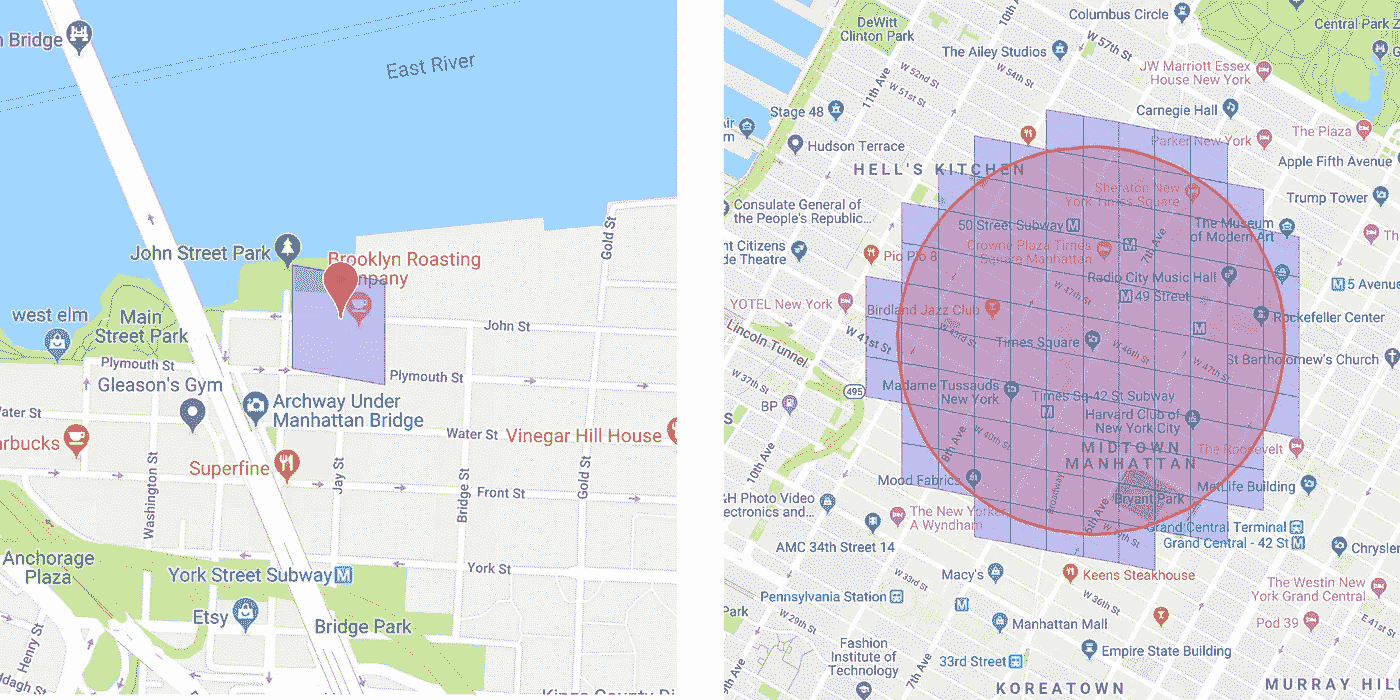 n Bridge
East River
John Street Park
Brooklyn Roasting
mpany
Gold St
west elm
Main
Street Park
John St
Plymouth St
Plymouth St
Gleason's Gym
Water St
Archway Under
Manhattan Bridge
arbucks
Water St
Vinegar Hill House
Superfine
Washington St
Jay St
Bridge St
Gold St
Front St
Anchorage
Plaza
York Street Subway
M
York St
Etsy
Bridge Park
Henry St
DeWitt
Clinton Park
10th Ave
Columbus Circle
Central Park Z
The Ailey Studios
W 57th St
W 52nd St
W 54th St
JW Marriott Essex
House New York
11th Ave
W 51st St
Stage 48
Carnegie Hall
Air
m
Hudson Terrace
Parker New York
The Plaza
HELL'S KITCHEN
Apple Fifth Avenue
Sheraton New
York Times Square
Trump Tower
Consulate General of
the People's Republic...
50 Street Subway
M
The Museum
of Modern Art
7th Ave
nt Citizens
de Theatre
Pio Pio 8
Crowne Plaza Times
Square Manhattan
M
Th
Radio City Music Hall
M
5 Avenue
YOTEL New York
Birdland Jazz Club
W 47th St
M
49 Street
Rockefeller Center
Lincoln Tunnel
W 41st St
W 43rd St
Times Square
W 46th St
M
W 47th St
St Bartholomew's Church
W 37th St
495
Madame Tussauds
New York
Times Sq-42 St Subway
M
BP
S
Harvard Club of
New York City
8th Ave
W 40th St
MIDTOWN
MANHATTAN
The Roosevelt
10th Ave
Mood Fabrics
Broadway
Bryant Park
MetLife Building
&H Photo Video
ectronics and...
The New Yorker,
A Wyndham
5th Ave
Grand Central Terminal
Grand Central - 42 St
M
AMC 34th Street 14
Chrysler
W 33rd St
Macy's
Keens Steakhouse
The Westin New
York Grand Central
Pennsylvania Station
M
W 36th St
Park
W 29th St
Manhattan Mall
Pod 39
E 41st St
Fashion
Institute of
Technology
7th Ave
33rd Street
Empire State Building
9th Ave
KOREATOWN
MURRAY HIL